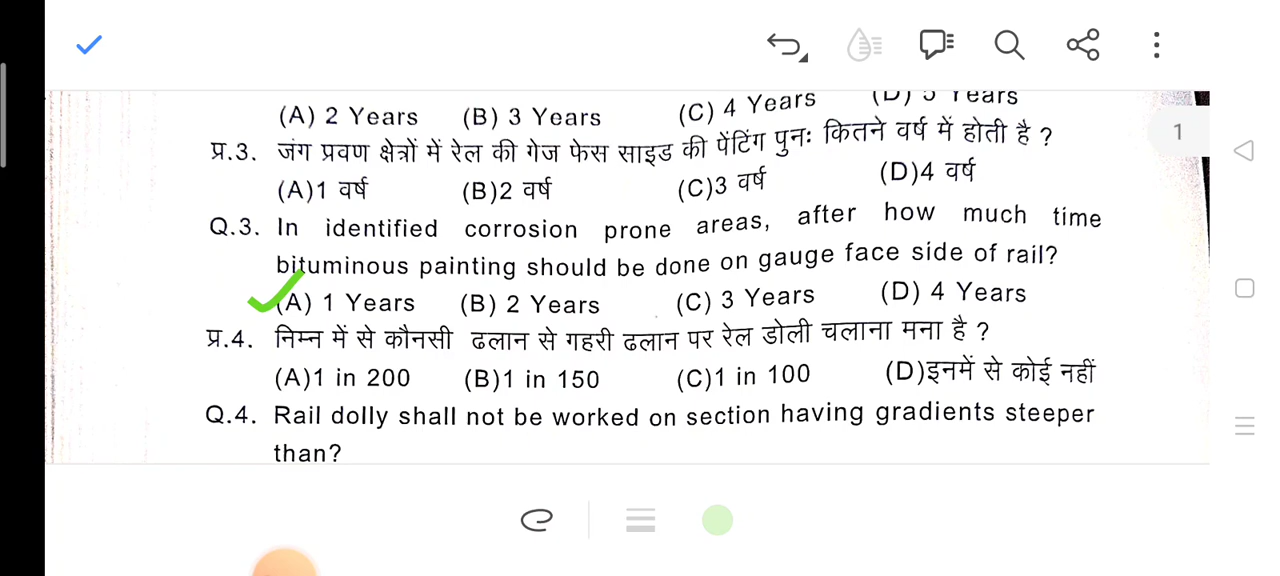 (A) 2 Years (B) 3 Years (C) 4 Years (D) 5 Years
प्र.3. जंग प्रवण क्षेत्रों में रेल की गेज फेस साइड की पेंटिंग पुनः कितने वर्ष में होती है ?
(A)1 वर्ष (B)2 वर्ष (C)3 वर्ष (D)4 वर्ष
1
Q.3. In identified corrosion prone areas, after how much time
bituminous painting should be done on gauge face side of rail?
(A) 1 Years (B) 2 Years (C) 3 Years (D) 4 Years
प्र.4. निम्न में से कौनसी ढलान से गहरी ढलान पर रेल डोली चलाना मना है ?
(A)1 in 200 (B)1 in 150 (C)1 in 100 (D)इनमें से कोई नहीं
Q.4. Rail dolly shall not be worked on section having gradients steeper
than?